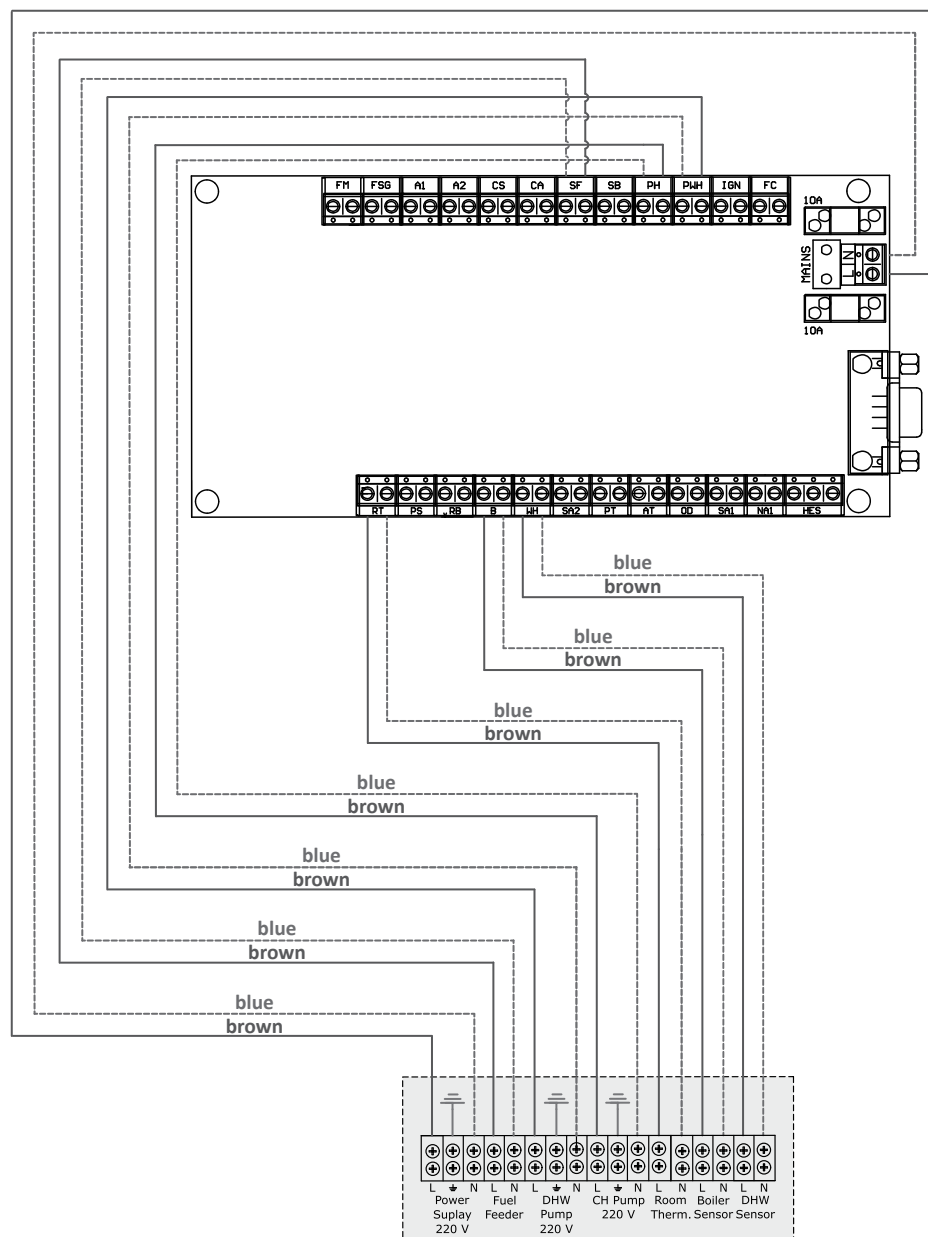 FM FSG A1 A2 CS CA SF SB PH PWH IGN FC
10A
MAINS
L N
10A
RT PS RB B WH SA2 PT AT OD SA1 NA1 HES
blue
brown
blue
brown
blue
brown
blue
brown
blue
brown
blue
brown
blue
brown
L N L N L N L N L N L N L N
Power Suplay 220 V
Fuel Feeder
DHW Pump 220 V
CH Pump 220 V
Room Therm.
Boiler Sensor
DHW Sensor